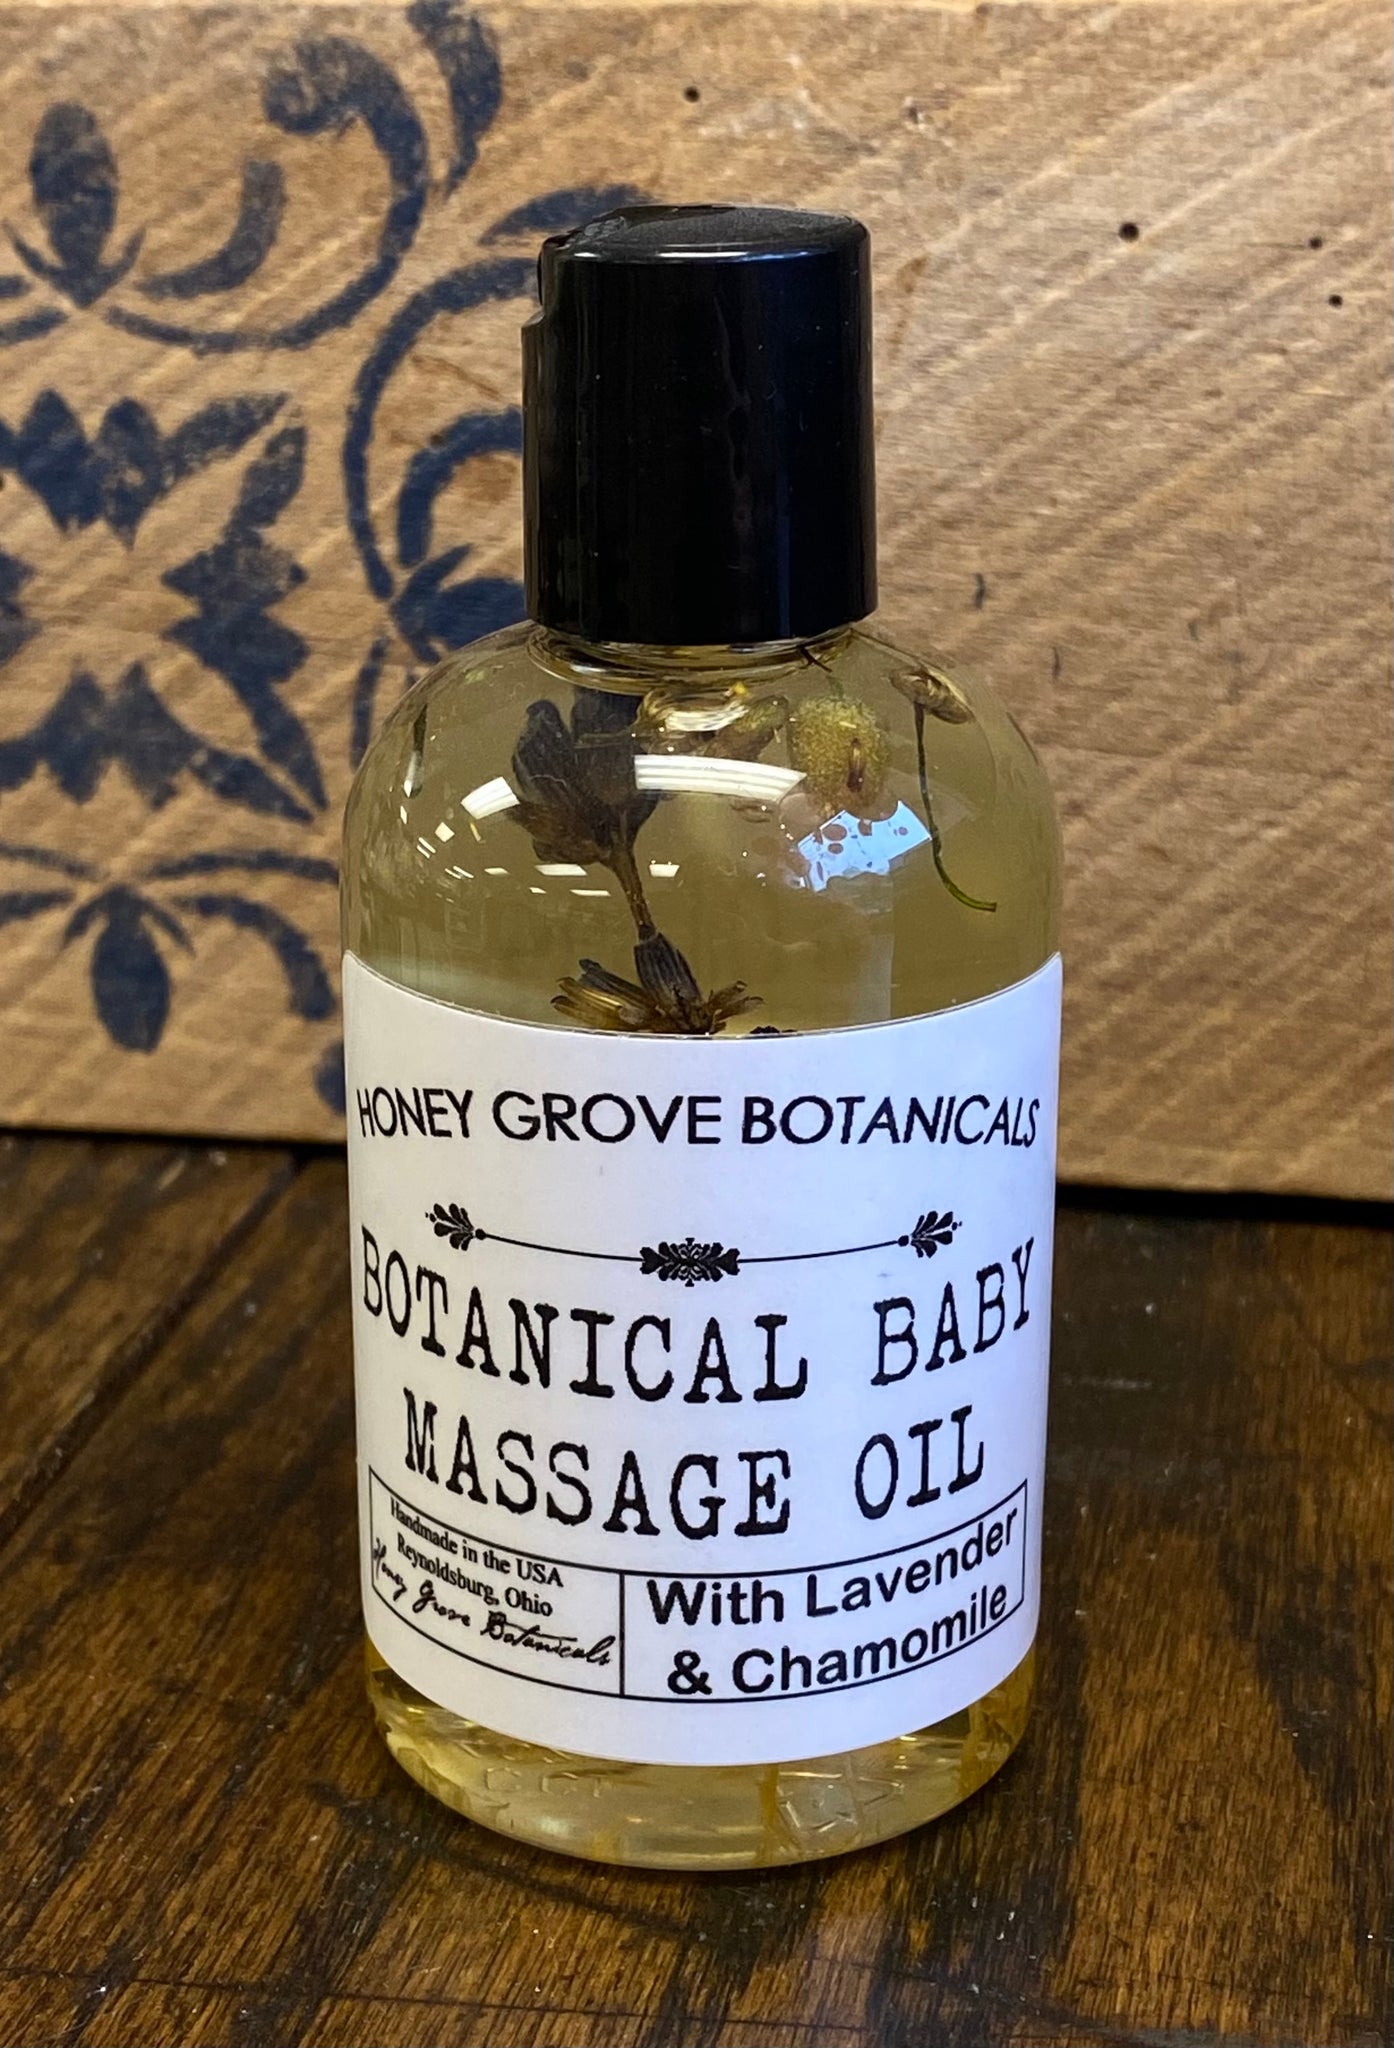 HONEY GROVE BOTANICALS
BOTANICAL BABY
MASSAGE OIL
Handmade in the USA
Reynoldsburg, Ohio
Honey Grove Botanicals
With Lavender
& Chamomile